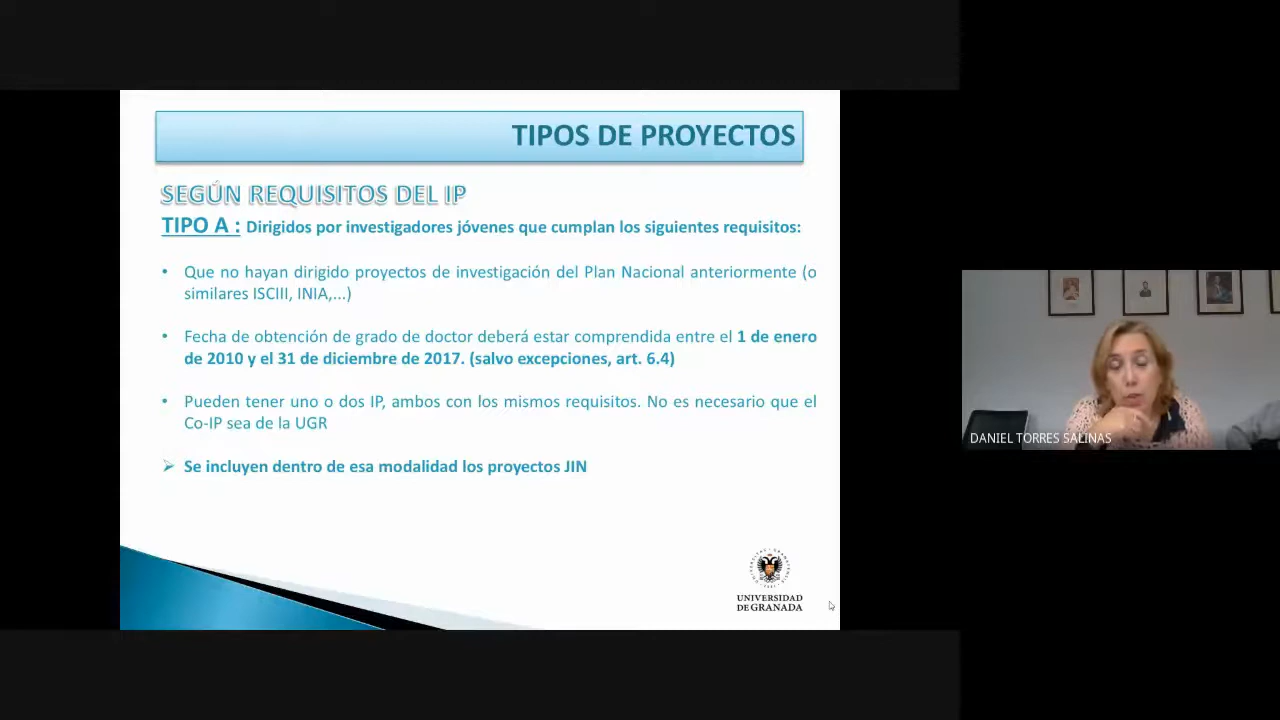 TIPOS DE PROYECTOS
SEGÚN REQUISITOS DEL IP
TIPO A : Dirigidos por investigadores jóvenes que cumplan los siguientes requisitos:
• Que no hayan dirigido proyectos de investigación del Plan Nacional anteriormente (o
similares ISCIII, INIA,...)
• Fecha de obtención de grado de doctor deberá estar comprendida entre el 1 de enero
de 2010 y el 31 de diciembre de 2017. (salvo excepciones, art. 6.4)
• Pueden tener uno o dos IP, ambos con los mismos requisitos. No es necesario que el
Co-IP sea de la UGR
➢ Se incluyen dentro de esa modalidad los proyectos JIN
UNIVERSIDAD
DE GRANADA
DANIEL TORRES SALINAS